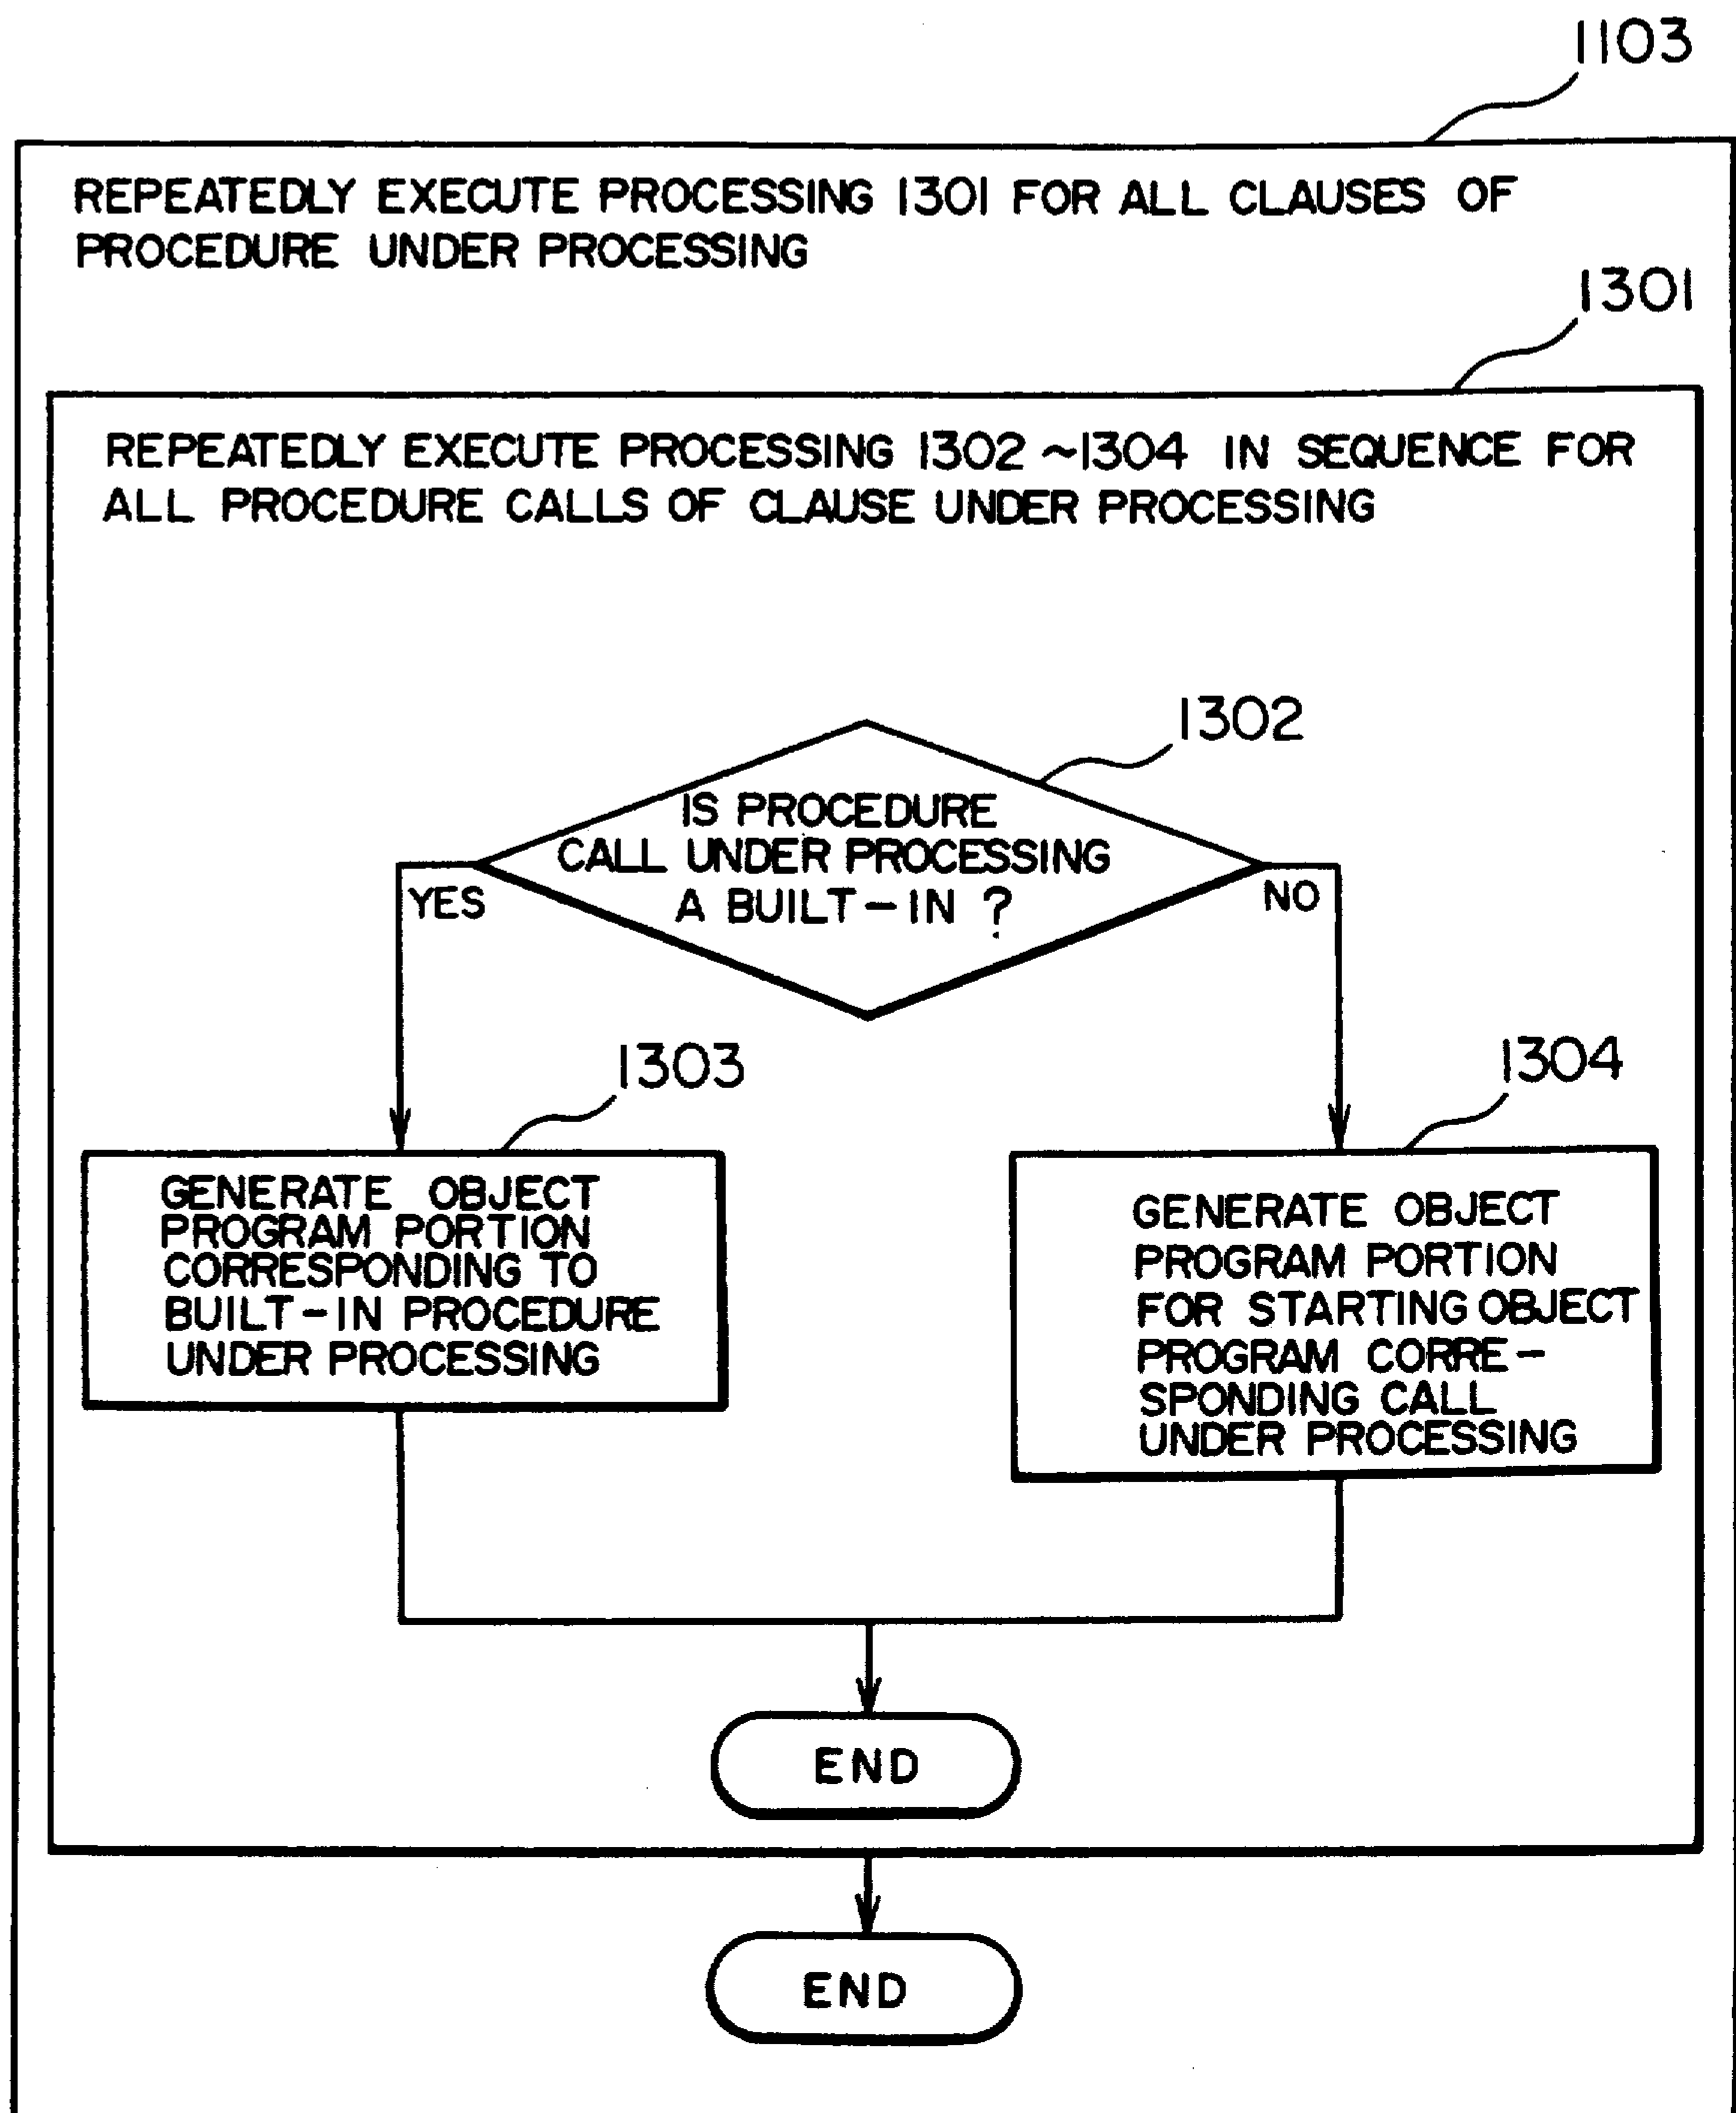 1103
REPEATEDLY EXECUTE PROCESSING 1301 FOR ALL CLAUSES OF
PROCEDURE UNDER PROCESSING
1301
REPEATEDLY EXECUTE PROCESSING 1302 ~1304 IN SEQUENCE FOR
ALL PROCEDURE CALLS OF CLAUSE UNDER PROCESSING
1302
IS PROCEDURE
CALL UNDER PROCESSING
A BUILT-IN ?
YES
NO
1303
GENERATE OBJECT
PROGRAM PORTION
CORRESPONDING TO
BUILT-IN PROCEDURE
UNDER PROCESSING
1304
GENERATE OBJECT
PROGRAM PORTION
FOR STARTING OBJECT
PROGRAM CORRE-
SPONDING CALL
UNDER PROCESSING
END
END